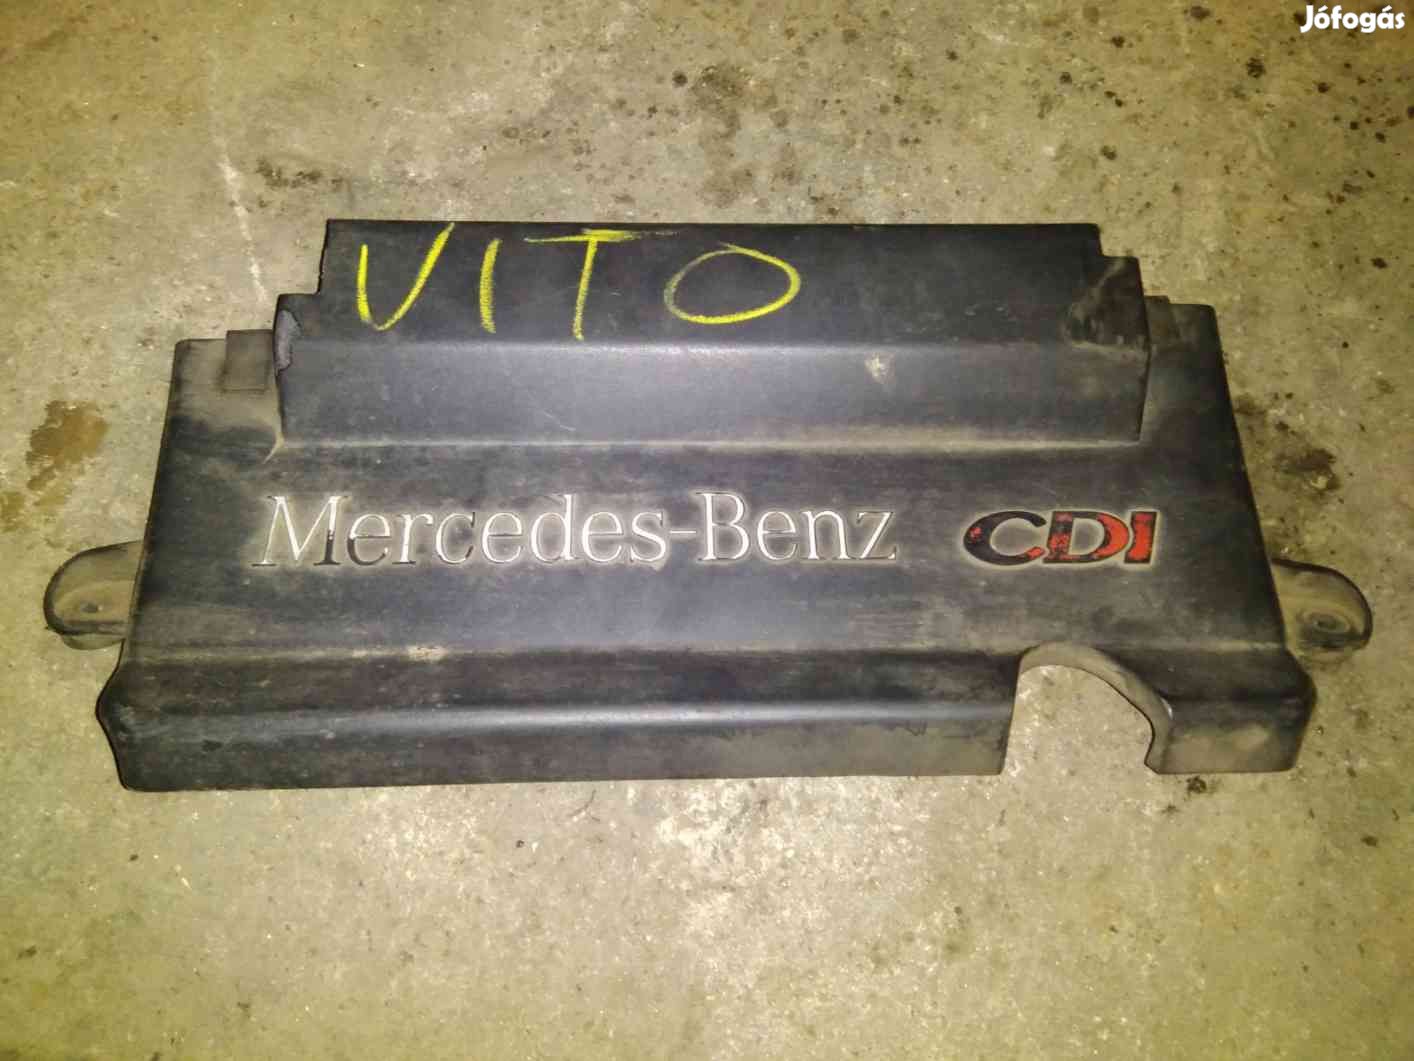 Jófogás
VITO
Mercedes-Benz CDI